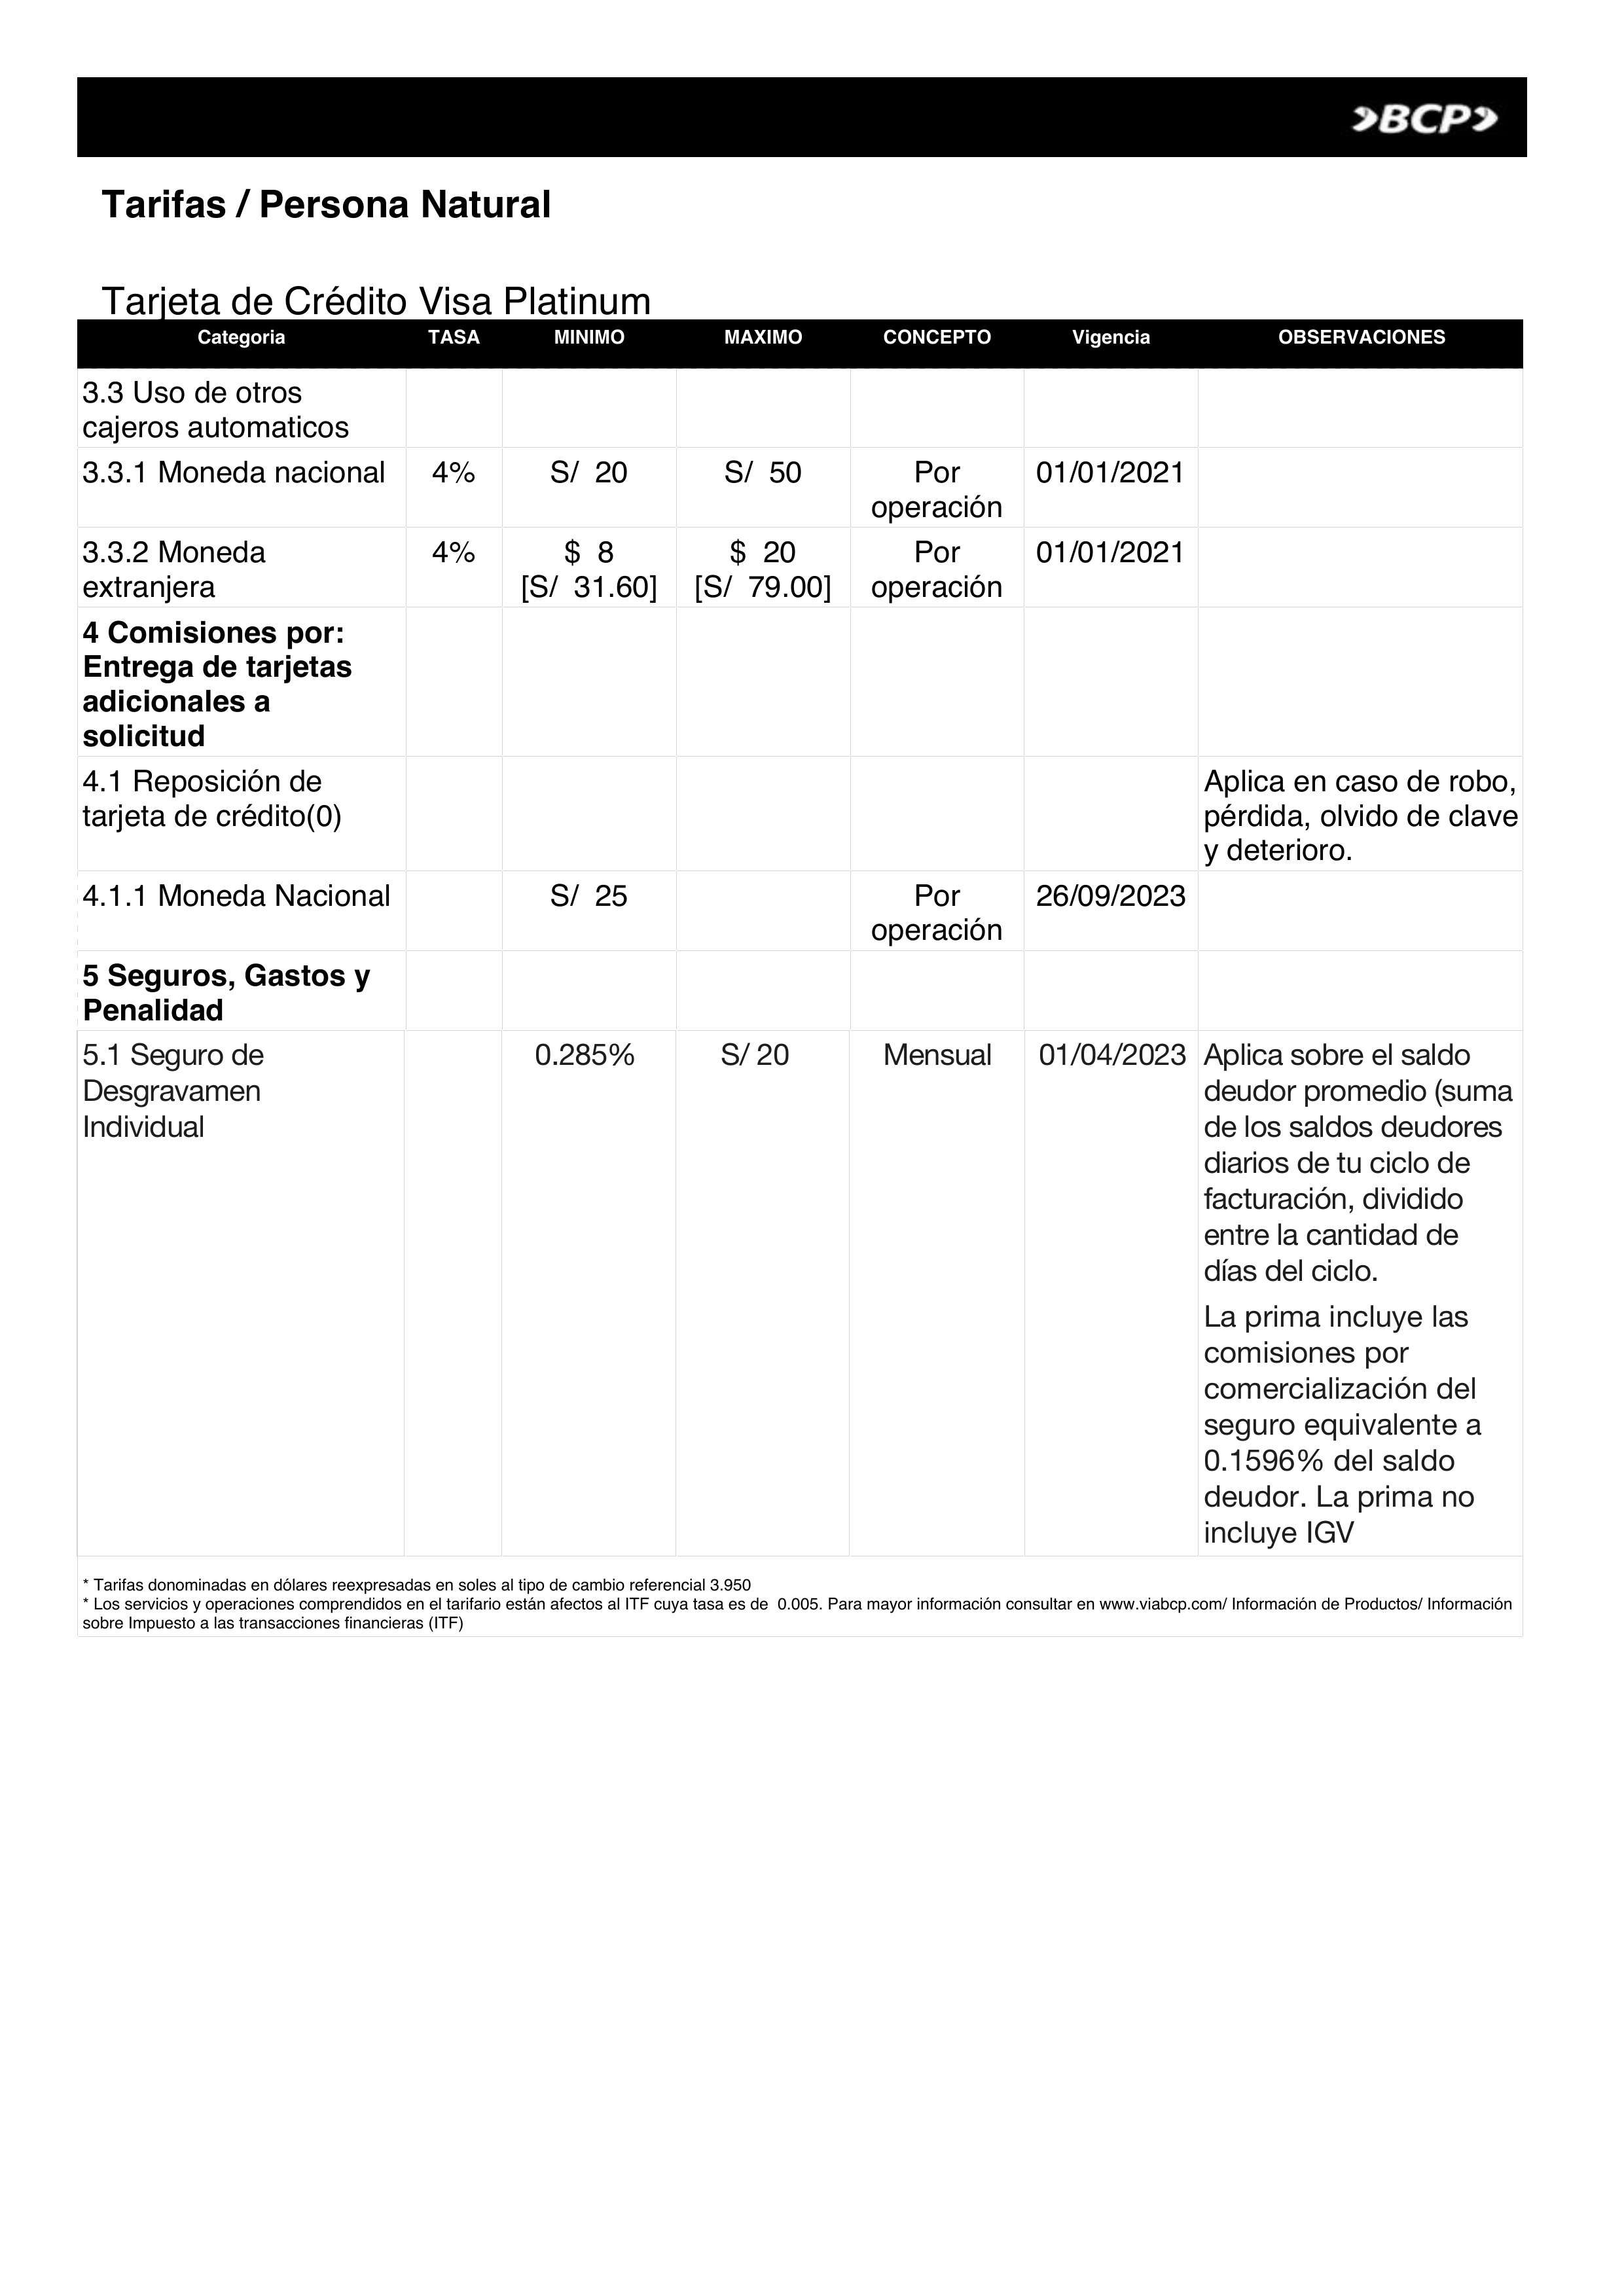 BCP
Tarifas / Persona Natural
Tarjeta de Crédito Visa Platinum
Categoria TASA MINIMO MAXIMO CONCEPTO Vigencia OBSERVACIONES
3.3 Uso de otros
cajeros automaticos
3.3.1 Moneda nacional 4% S/ 20 S/ 50 Por 01/01/2021
operación
3.3.2 Moneda 4% $ 8 $ 20 Por 01/01/2021
extranjera [S/ 31.60] [S/ 79.00] operación
4 Comisiones por:
Entrega de tarjetas
adicionales a
solicitud
4.1 Reposición de Aplica en caso de robo,
tarjeta de crédito(0) pérdida, olvido de clave
y deterioro.
4.1.1 Moneda Nacional S/ 25 Por 26/09/2023
operación
5 Seguros, Gastos y
Penalidad
5.1 Seguro de 0.285% S/ 20 Mensual 01/04/2023 Aplica sobre el saldo
Desgravamen deudor promedio (suma
Individual de los saldos deudores
diarios de tu ciclo de
facturación, dividido
entre la cantidad de
días del ciclo.
La prima incluye las
comisiones por
comercialización del
seguro equivalente a
0.1596% del saldo
deudor. La prima no
incluye IGV
* Tarifas donominadas en dólares reexpresadas en soles al tipo de cambio referencial 3.950
* Los servicios y operaciones comprendidos en el tarifario están afectos al ITF cuya tasa es de 0.005. Para mayor información consultar en www.viabcp.com/ Información de Productos/ Información
sobre Impuesto a las transacciones financieras (ITF)